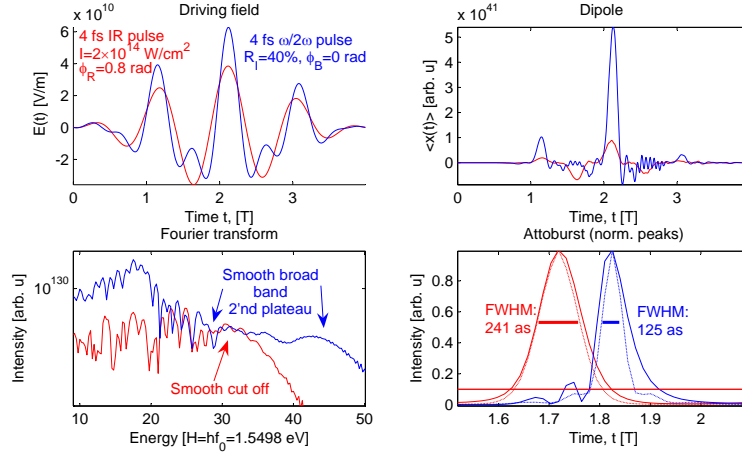 Driving field
× 10^10
6
4
2
0
-2
E(t) [V/m]
4 fs IR pulse
I=2×10^14 W/cm^2
ϕ_R=0.8 rad
4 fs ω/2ω pulse
R_I=40%, ϕ_B=0 rad
0
1
2
3
Time t, [T]
Dipole
× 10^41
5
4
3
2
1
0
<x(t)> [arb. u]
0
1
2
3
Time, t [T]
Fourier transform
10^130
Intensity [arb. u]
Smooth broad
band
2'nd plateau
Smooth cut off
10
20
30
40
50
Energy [H=hf_0=1.5498 eV]
Attoburst (norm. peaks)
0.8
0.6
0.4
0.2
0
Intensity [arb. u]
FWHM:
241 as
FWHM:
125 as
1.6
1.7
1.8
1.9
2
Time, t [T]